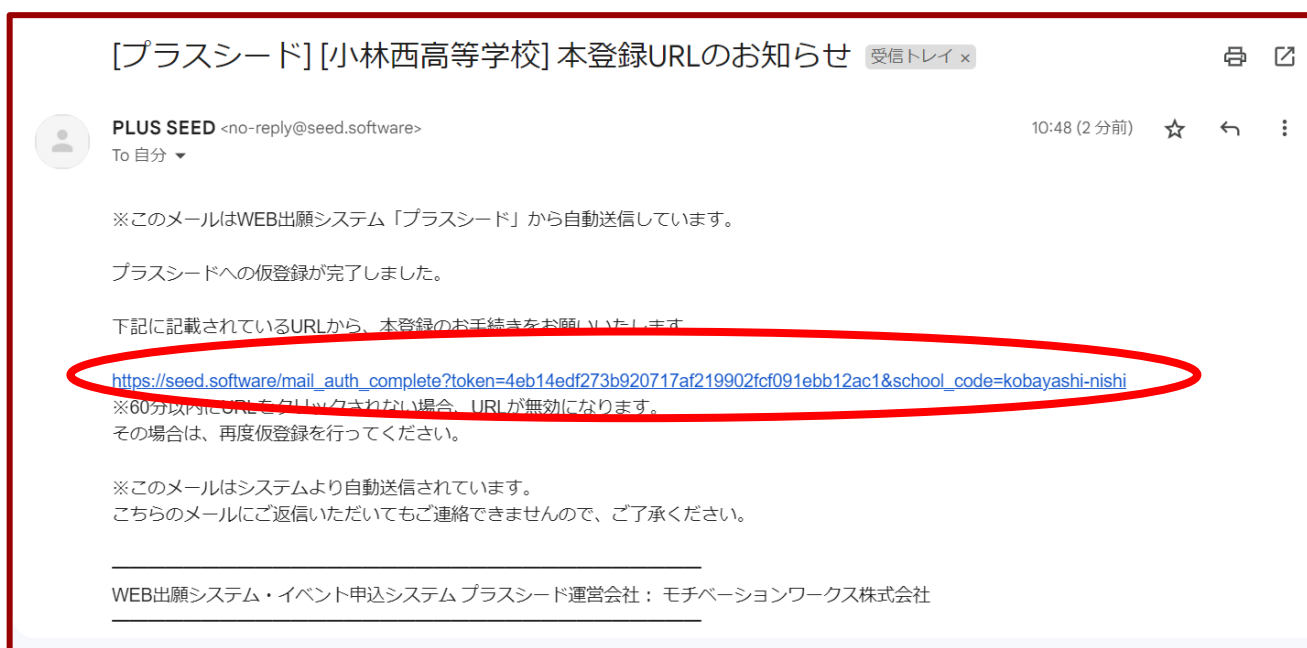 [プラスシード] [小林西高等学校] 本登録URLのお知らせ 受信トレイ ×
PLUS SEED <no-reply@seed.software> 10:48 (2 分前)
To 自分
※このメールはWEB出願システム「プラスシード」から自動送信しています。
プラスシードへの仮登録が完了しました。
下記に記載されているURLから、本登録のお手続きをお願いいたします
https://seed.software/mail_auth_complete?token=4eb14edf273b920717af219902fcf091ebb12ac1&school_code=kobayashi-nishi
※60分以内にURLをクリックされない場合、URLが無効になります。
その場合は、再度仮登録を行ってください。
※このメールはシステムより自動送信されています。
こちらのメールにご返信いただいてもご連絡できませんので、ご了承ください。
WEB出願システム・イベント申込システム プラスシード運営会社： モチベーションワークス株式会社